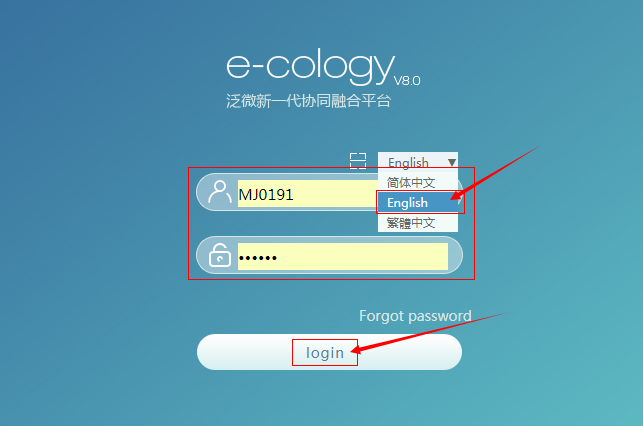 e-cology V8.0
泛微新一代协同融合平台
English
简体中文
MJ0191
English
繁體中文
••••••
Forgot password
login